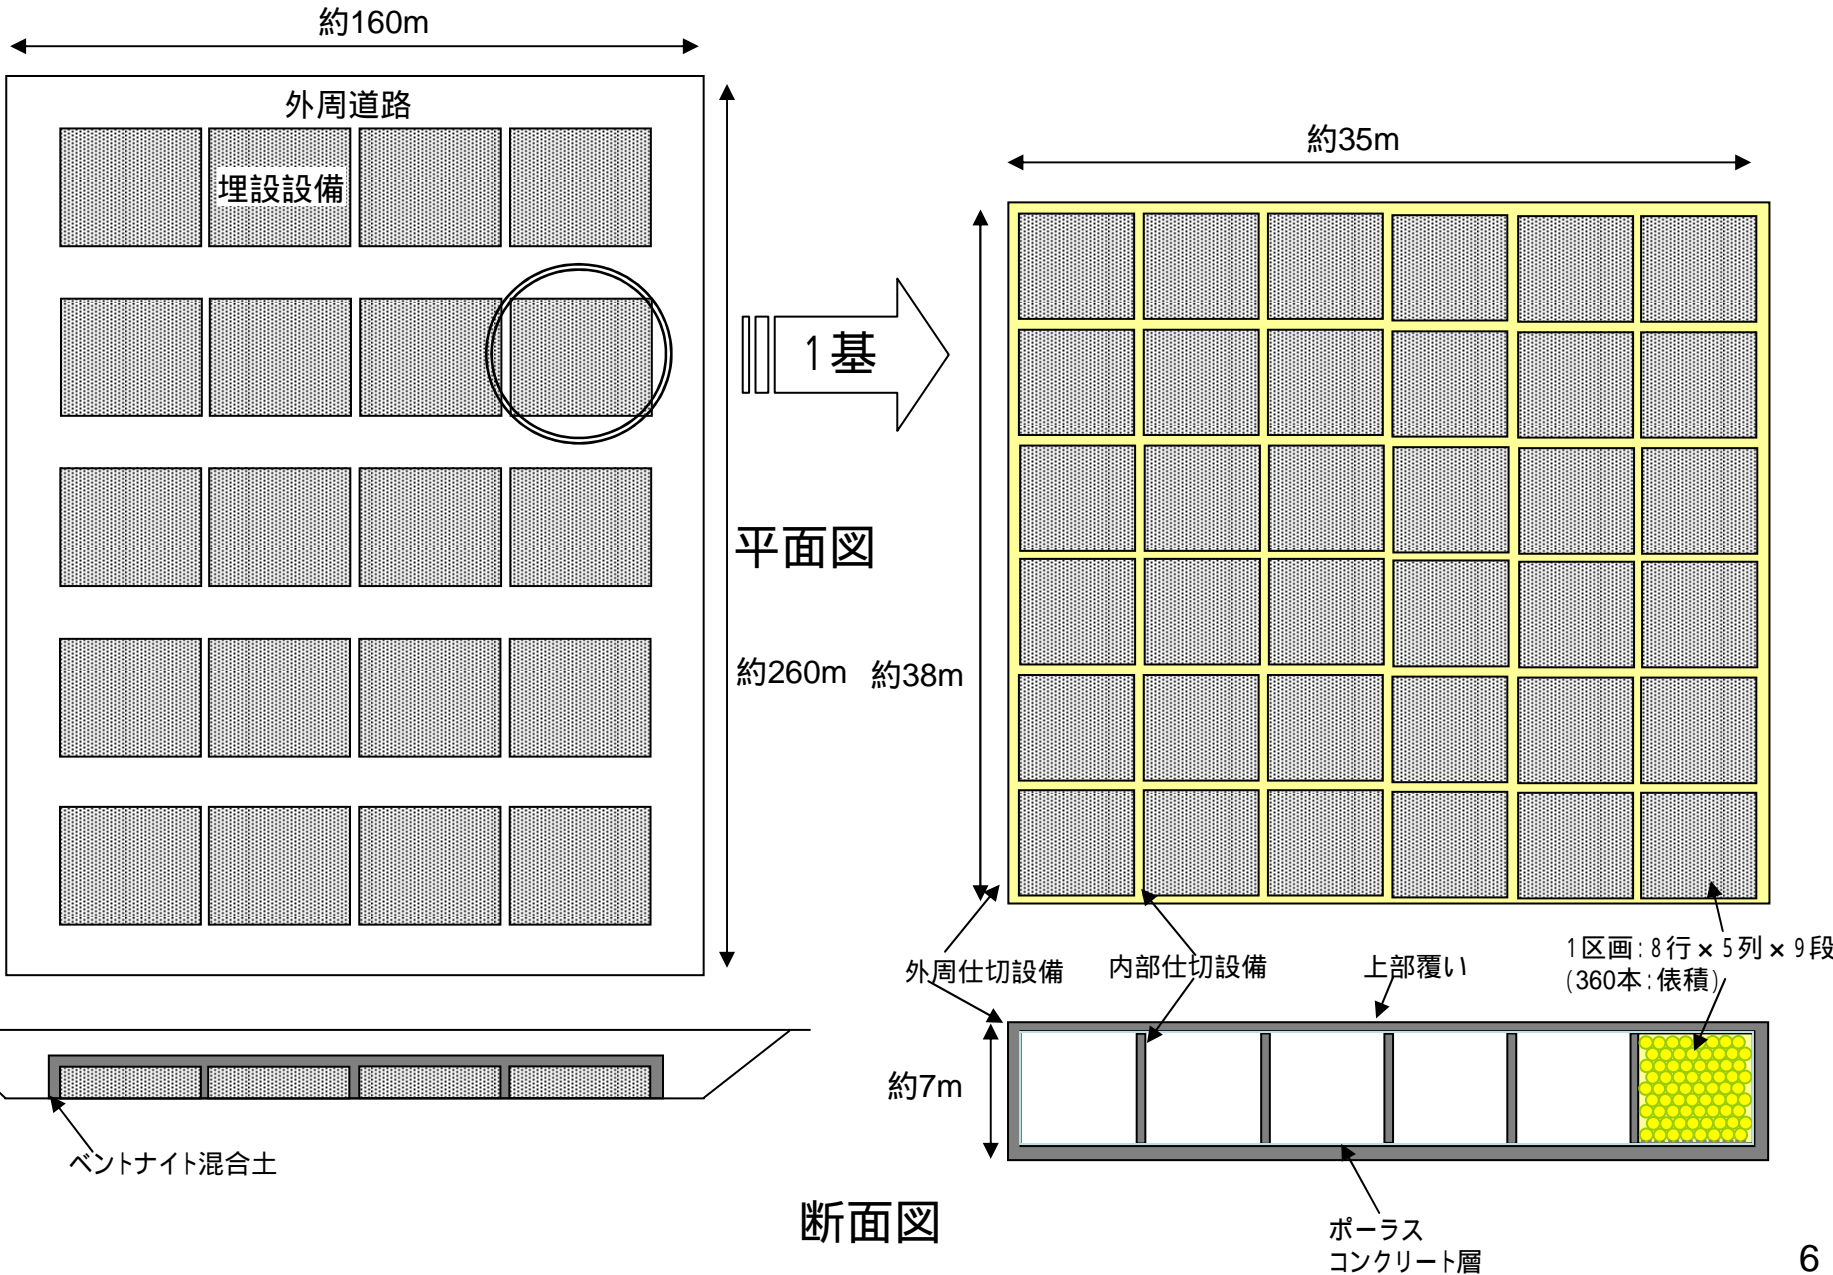 約160m
外周道路
埋設設備
約35m
1基
平面図
約260m
約38m
外周仕切設備
内部仕切設備
上部覆い
1区画:8行×5列×9段
(360本:俵積)
約7m
ベントナイト混合土
断面図
ポーラス
コンクリート層
6